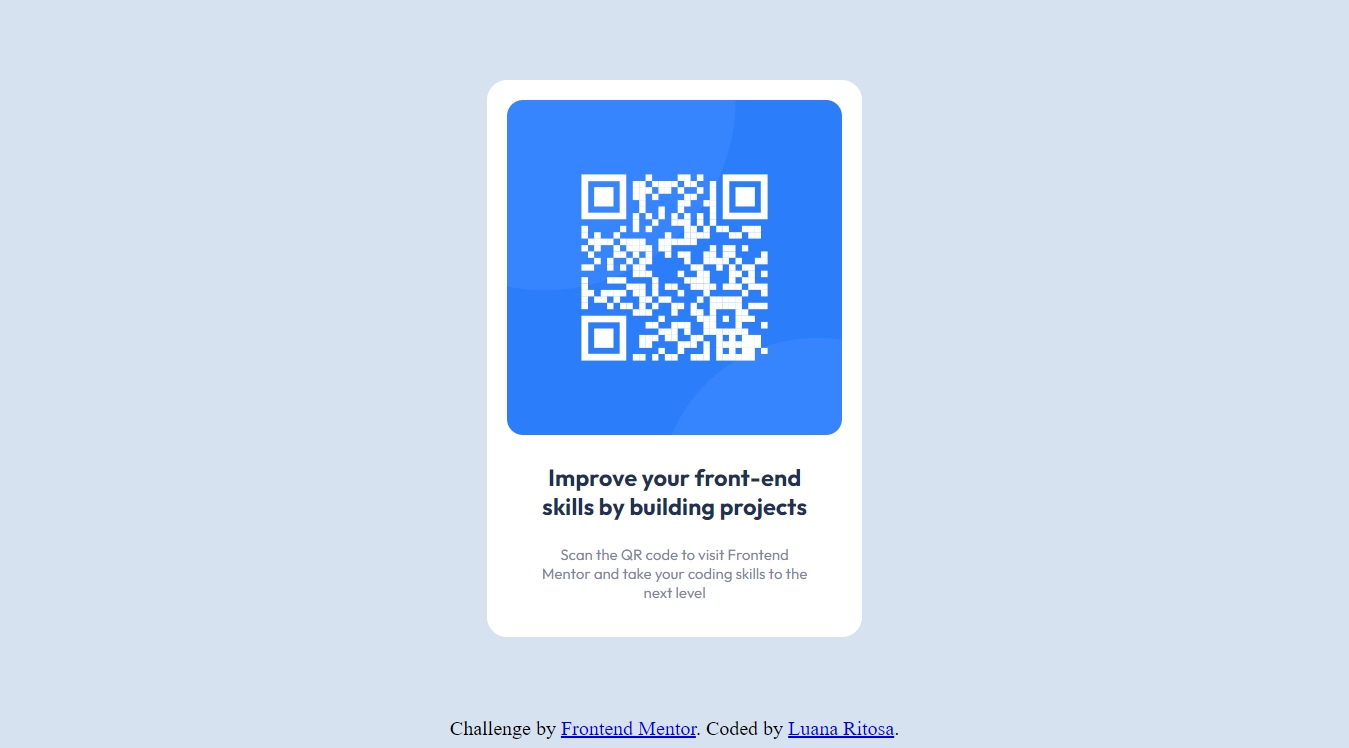 Improve your front-end
skills by building projects
Scan the QR code to visit Frontend
Mentor and take your coding skills to the
next level
Challenge by Frontend Mentor. Coded by Luana Ritosa.